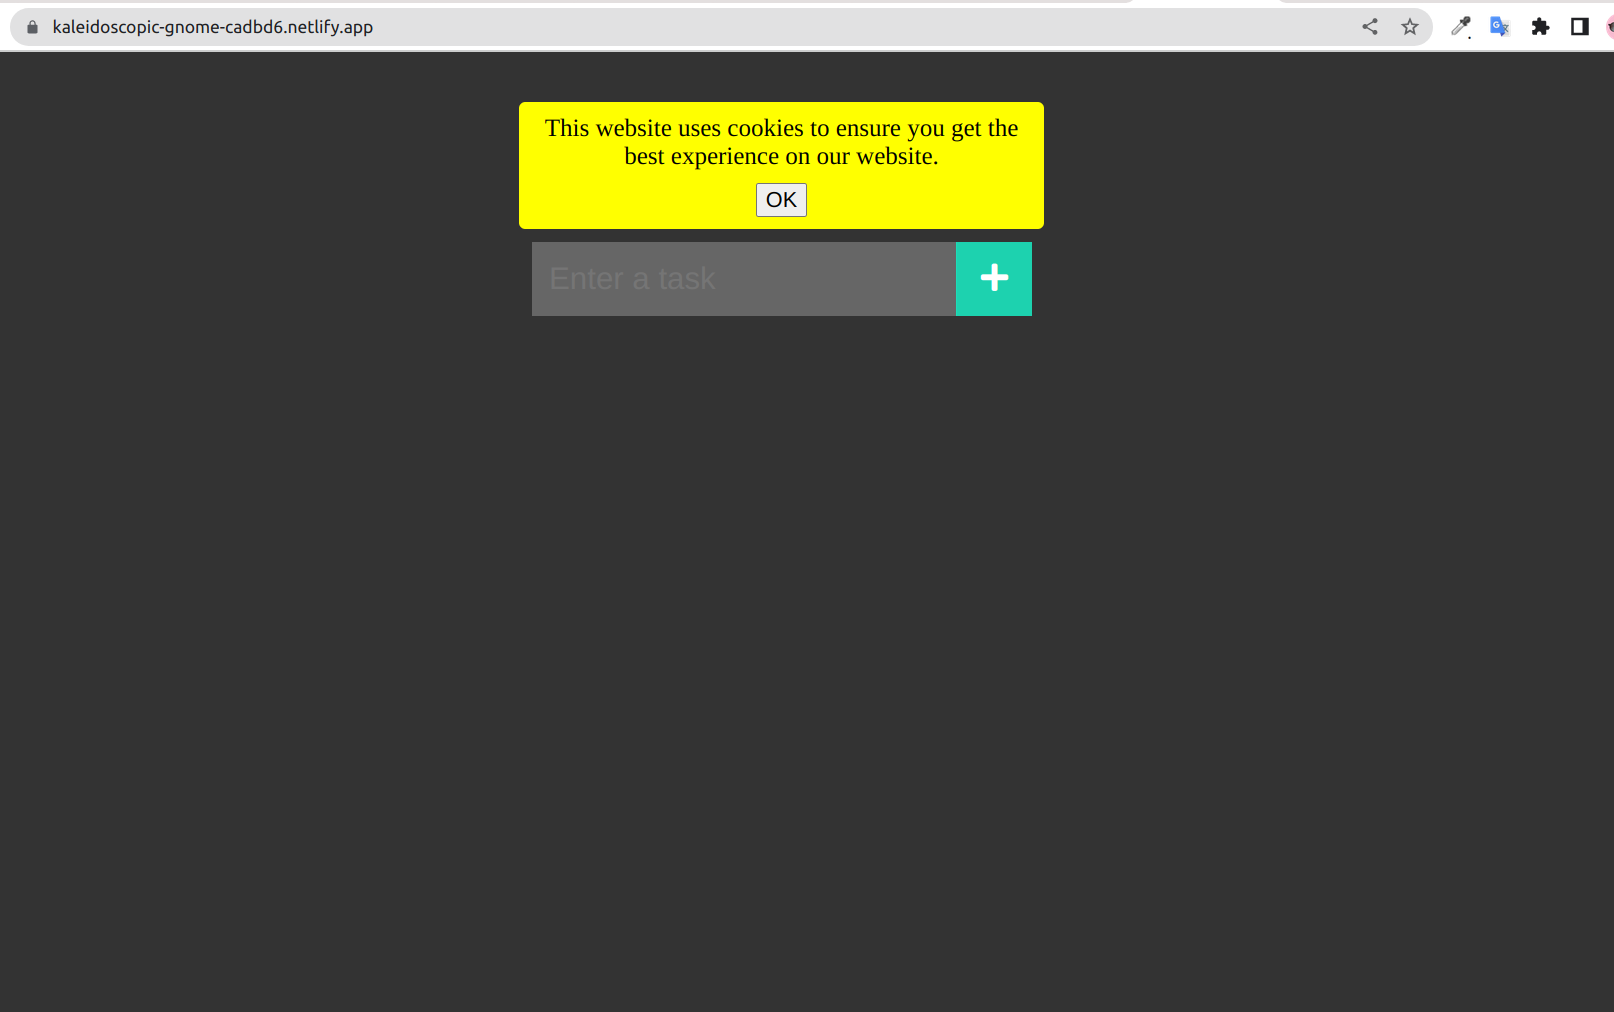 kaleidoscopic-gnome-cadbd6.netlify.app
This website uses cookies to ensure you get the
best experience on our website.
OK
Enter a task